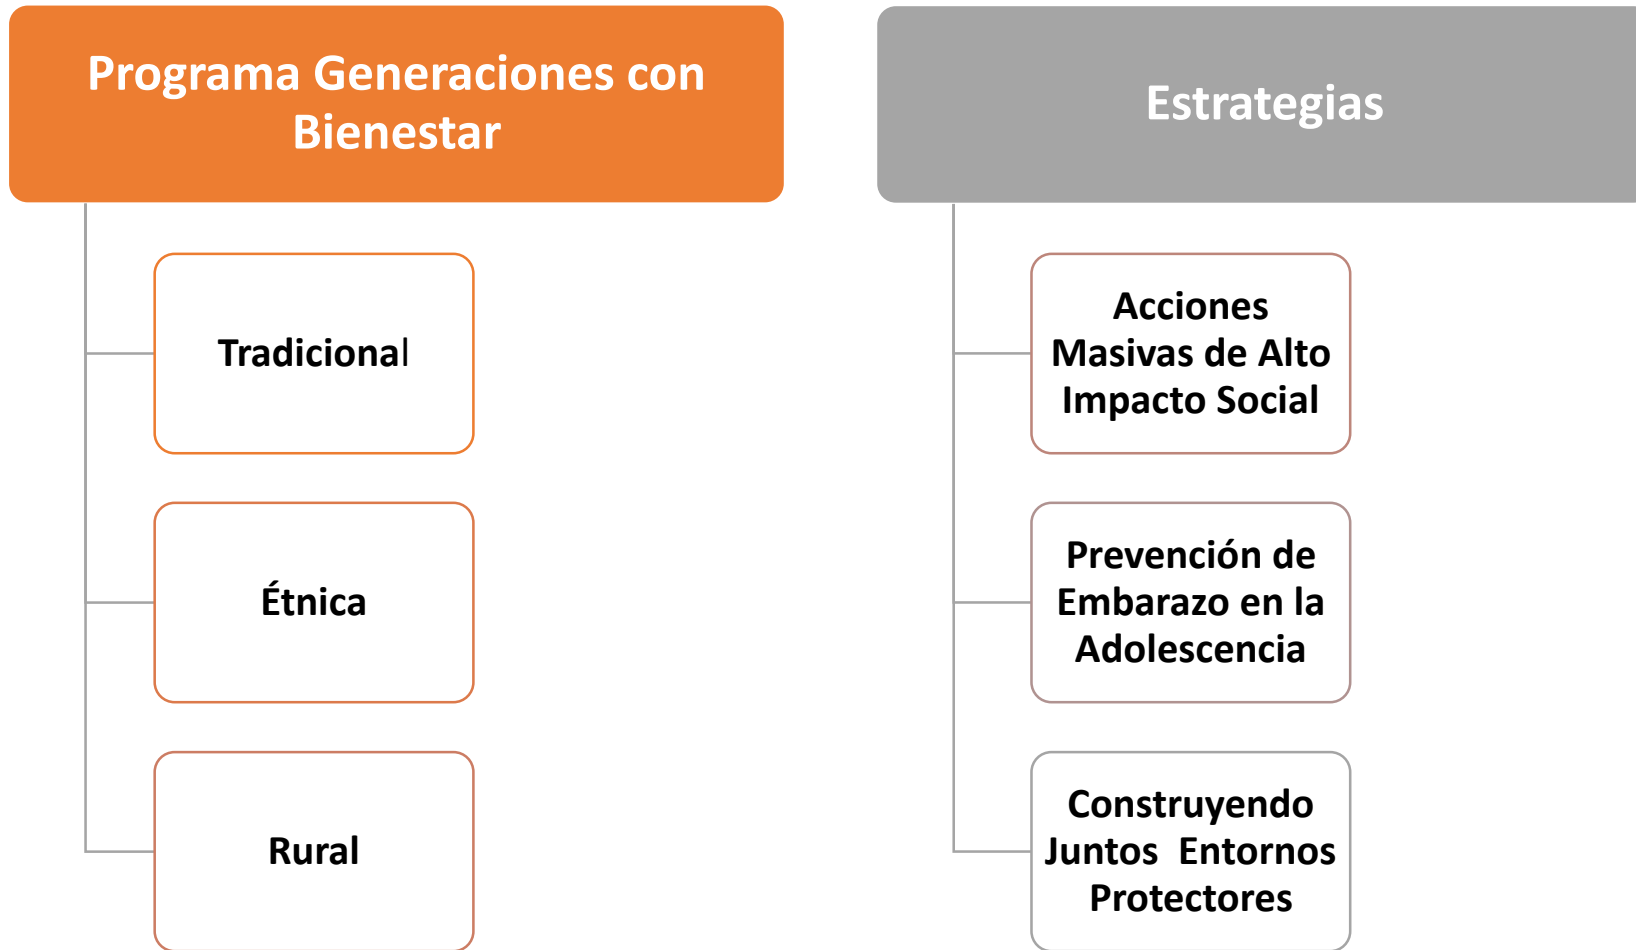 Programa Generaciones con
Bienestar
Tradicional
Étnica
Rural
Estrategias
Acciones
Masivas de Alto
Impacto Social
Prevención de
Embarazo en la
Adolescencia
Construyendo
Juntos  Entornos
Protectores